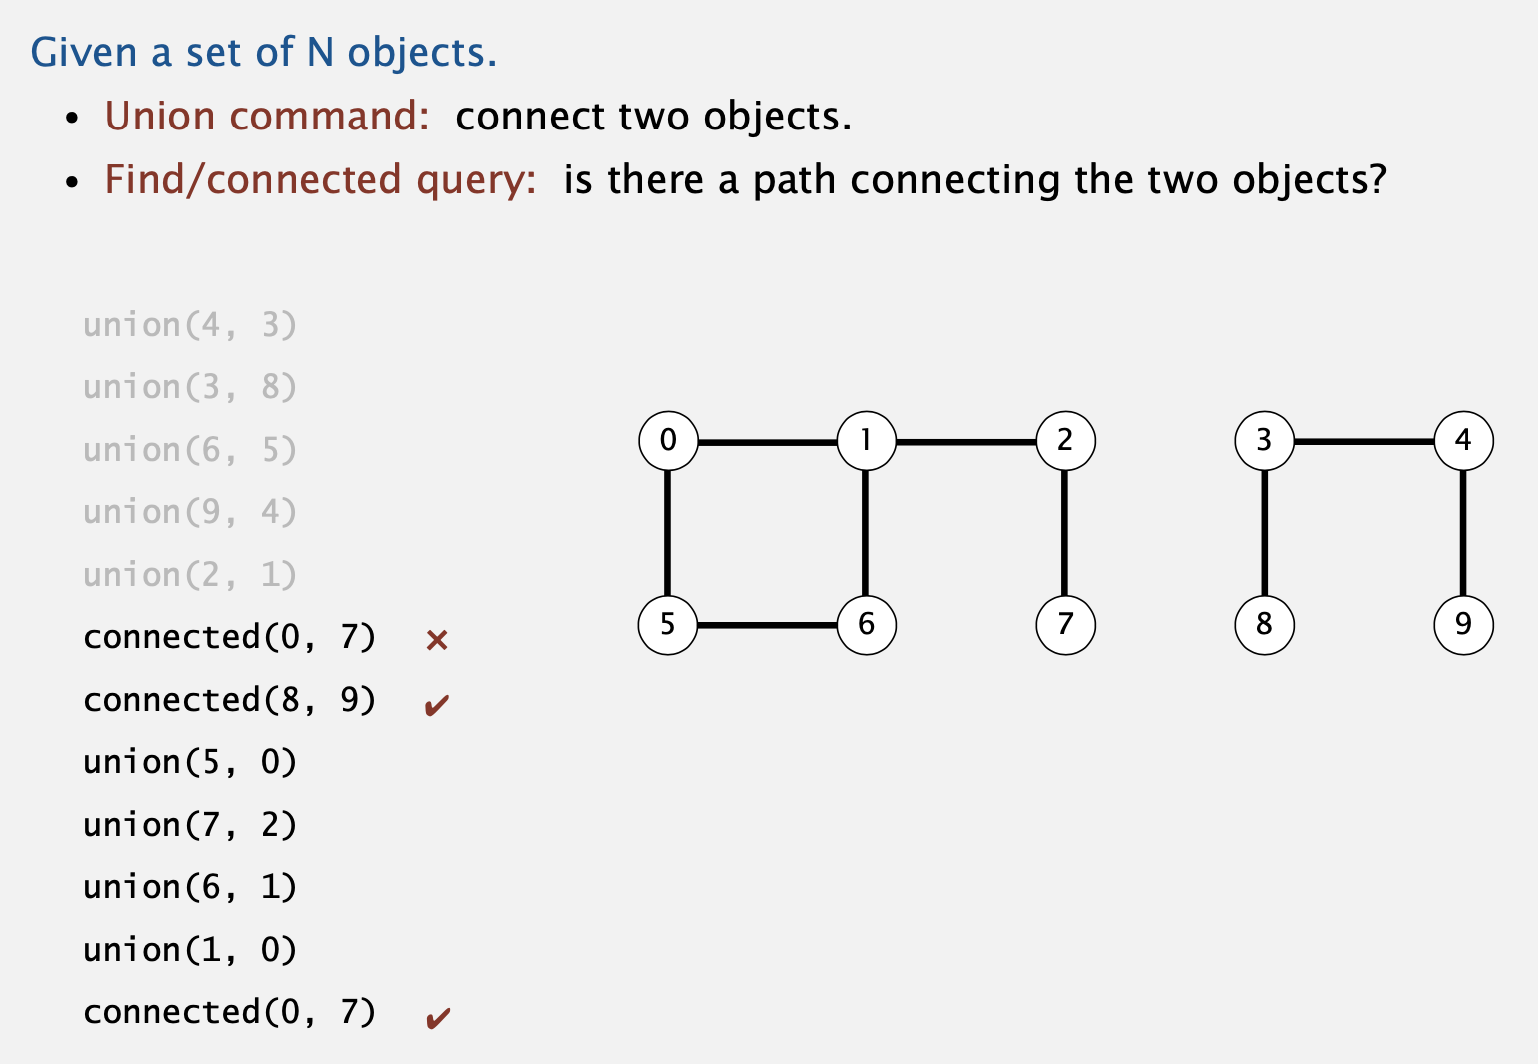 Given a set of N objects.
• Union command: connect two objects.
• Find/connected query: is there a path connecting the two objects?
union(4, 3)
union(3, 8)
union(6, 5)
union(9, 4)
union(2, 1)
connected(0, 7) ✗
connected(8, 9) ✔
union(5, 0)
union(7, 2)
union(6, 1)
union(1, 0)
connected(0, 7) ✔
0 1 2 3 4
5 6 7 8 9